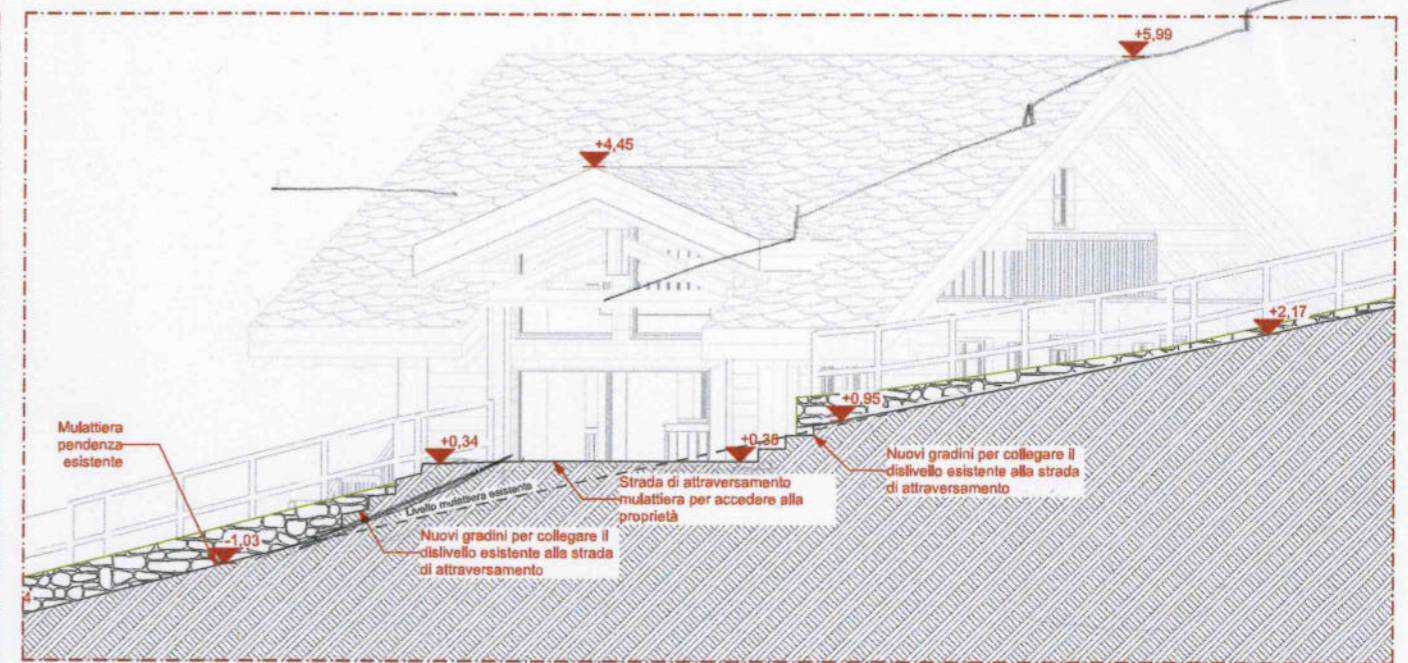 +5,99
+4,45
+2,17
+0,95
Mulattiera
pendenza
esistente
+0,34
+0,38
Nuovi gradini per collegare il
dislivello esistente alla strada
di attraversamento
Strada di attraversamento
mulattiera per accedere alla
proprietà
Livello mulattiera esistente
-1,03
Nuovi gradini per collegare il
dislivello esistente alla strada
di attraversamento
4